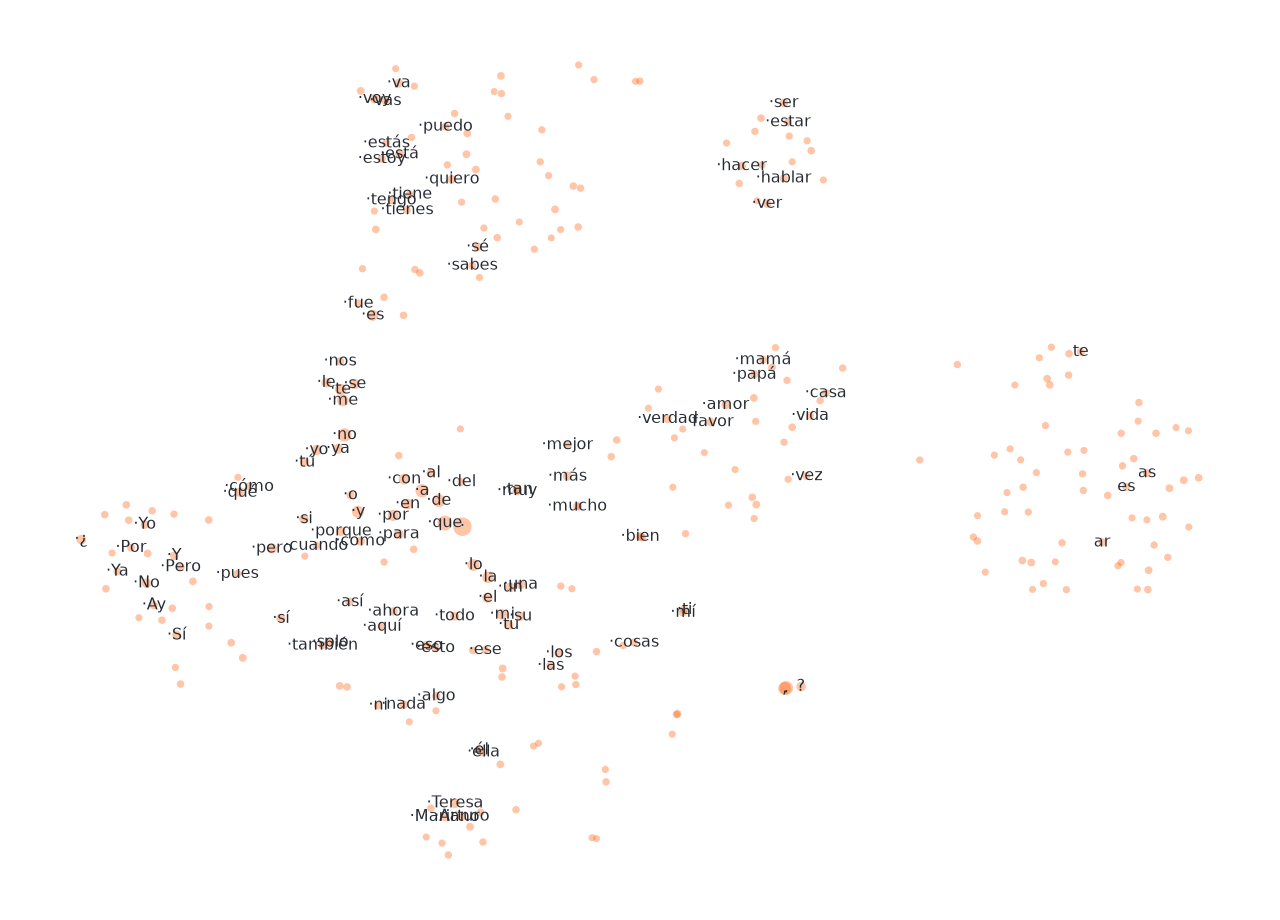 ·va
·voy
·vas
·ser
·estar
·puedo
·estás
·está
·estoy
·hacer
·hablar
·quiero
·tiene
·tengo
·tienes
·ver
·sé
·sabes
·fue
·es
te
·nos
·mamá
·papá
·le
·se
·te
·me
·casa
·amor
·vida
·verdad
·favor
·no
·mejor
·yo
·ya
·tú
·al
·con
·del
·más
·vez
as
·cómo
·qué
·a
·muy
·tan
es
·o
·en
·de
·mucho
·y
·por
·si
·Yo
·que
·porque
·para
·bien
·¿
·como
ar
·Por
·pero
·cuando
·Y
·Pero
·lo
·Ya
·pues
·la
·No
·un
·una
·el
·Ay
·así
·ahora
·mí
·ti
·sí
·todo
·mi
·su
·aquí
·tu
·Sí
·también
·solo
·eso
·esto
·ese
·cosas
·los
·las
,
?
·algo
·ni
·nada
·él
·ella
·Teresa
·Mariano
·Arturo